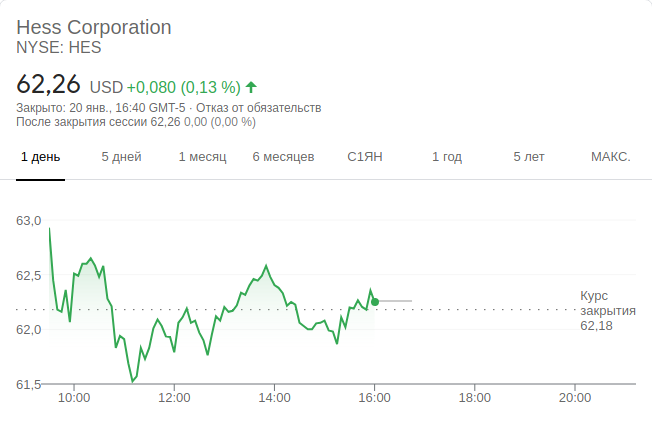 Hess Corporation
NYSE: HES
62,26 USD +0,080 (0,13 %)
Закрыто: 20 янв., 16:40 GMT-5 · Отказ от обязательств
После закрытия сессии 62,26 0,00 (0,00 %)
1 день 5 дней 1 месяц 6 месяцев С1ЯН 1 год 5 лет МАКС.
63,0
62,5
Курс
закрытия
62,18
62,0
61,5
10:00 12:00 14:00 16:00 18:00 20:00